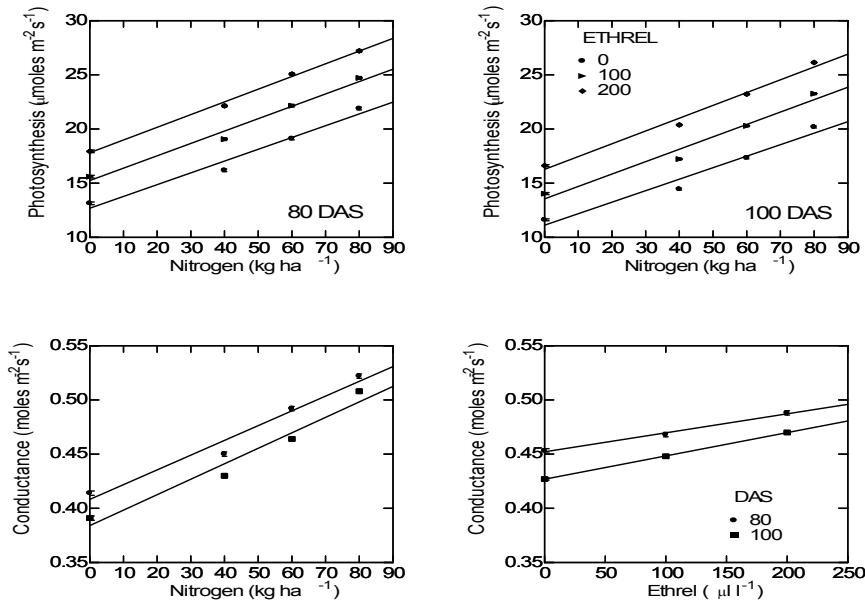 Photosynthesis (μmoles m⁻²s⁻¹)
30
25
20
15
10
80 DAS
0 10 20 30 40 50 60 70 80 90
Nitrogen (kg ha ⁻¹)
Photosynthesis (μmoles m⁻²s⁻¹)
30
25
20
15
10
ETHREL
0
100
200
100 DAS
0 10 20 30 40 50 60 70 80 90
Nitrogen (kg ha ⁻¹)
Conductance (moles m⁻²s⁻¹)
0.55
0.50
0.45
0.40
0.35
0 10 20 30 40 50 60 70 80 90
Nitrogen (kg ha ⁻¹)
Conductance (moles m⁻²s⁻¹)
0.55
0.50
0.45
0.40
0.35
DAS
80
100
0 50 100 150 200 250
Ethrel ( μl l⁻¹)